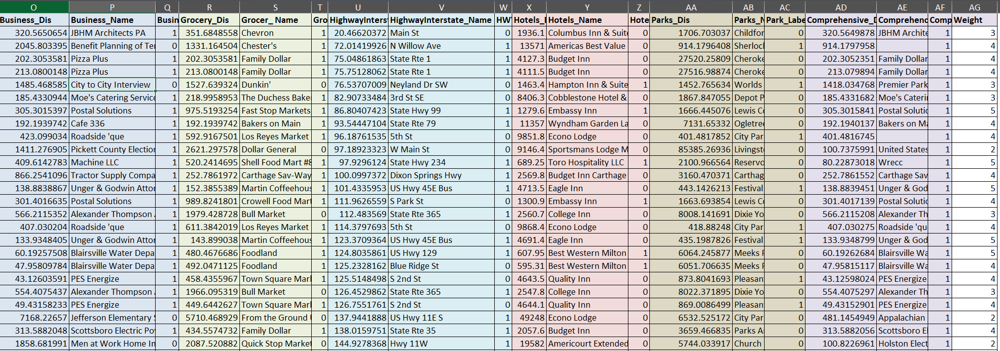 O P Q R S T U V W X Y Z AA AB AC AD AE AF AG
Business_Dis Business_Name Busin Grocery_Dis Grocer_ Name Gro HighwayInters HighwayInterstate_Name HW Hotels_ Hotels_Name Hote Parks_Dis Parks_N Park_Labe Comprehensive_D Comprehenc Comp Weight
320.5650654 JBHM Architects PA 1 351.6848558 Chevron 1 20.46620372 Main St 0 1936.1 Columbus Inn & Suite 0 1706.703037 Childfor 0 320.5649878 JBHM Archite 1 3
2045.803395 Benefit Planning of Te 0 1331.164504 Chester's 1 72.01419926 N Willow Ave 1 13571 Americas Best Value 0 914.1796408 Sherloc 1 914.1797958 1 4
202.3053581 Pizza Plus 1 202.3053581 Family Dollar 1 75.04861863 State Rte 1 1 4127.3 Budget Inn 0 27520.25809 Cheroke 0 202.3052351 Family Dollar 1 4
213.0800148 Pizza Plus 1 213.0800148 Family Dollar 1 75.75128062 State Rte 1 1 4111.5 Budget Inn 0 27516.98874 Cheroke 0 213.079894 Family Dollar 1 4
1485.468585 City to City Interview 0 1527.639324 Dunkin' 0 76.53707009 Neyland Dr SW 0 1463.4 Hampton Inn & Suite 1 1452.765634 Worlds 1 1418.034768 Premier Park 1 3
185.4330944 Moe's Catering Service 1 218.9958953 The Duchess Bake 1 82.90733484 3rd St SE 0 8406.3 Cobblestone Hotel & 0 1867.847055 Depot P 0 185.4331682 Moe's Cateri 1 3
305.3015397 Postal Solutions 1 975.5193254 Fast Stop Markets 1 86.80407423 State Hwy 99 1 1279.6 Embassy Inn 1 1666.445076 Lewis C 0 305.3015841 Postal Solutio 1 5
192.1939742 Cafe 336 1 192.1939742 Bakers on Main 1 93.54447104 State Rte 79 1 11357 Wyndham Garden La 0 7131.65332 Ogletree 0 192.1940137 Bakers on Ma 1 4
423.099034 Roadside 'que 1 592.9167501 Los Reyes Market 1 96.18761535 5th St 0 9851.8 Econo Lodge 0 401.4817852 City Par 1 401.4816745 1 4
1411.276905 Pickett County Election 1 2621.297578 Dollar General 0 97.18923323 W Main St 0 9146.4 Sportsmans Lodge M 0 85385.26936 Livingst 0 100.7375991 United States 1 2
409.6142783 Machine LLC 1 520.2414695 Shell Food Mart #8 1 97.9296124 State Hwy 234 1 689.25 Toro Hospitality LLC 1 2100.966564 Reservo 0 80.22873018 Wrecc 1 5
866.2541096 Tractor Supply Compa 1 252.7861972 Carthage Sav-Way 1 100.0997372 Dixon Springs Hwy 1 2569.8 Budget Inn Carthage 0 3160.470371 Carthag 0 252.7861552 Carthage Sav 1 4
138.8838867 Unger & Godwin Attor 1 152.3855389 Martin Coffeehous 1 101.4335953 US Hwy 45E Bus 1 4713.5 Eagle Inn 0 443.1426213 Festival 1 138.8839451 Unger & God 1 5
301.4016635 Postal Solutions 1 989.8241801 Crowell Food Mart 1 111.9626559 S Park St 0 1300.9 Embassy Inn 1 1663.693854 Lewis C 0 301.4017139 Postal Solutio 1 4
566.2115352 Alexander Thompson 1 1979.428728 Bull Market 0 112.483569 State Rte 365 1 2560.7 College Inn 0 8008.141691 Dixie Yo 0 566.2115208 Alexander Th 1 3
407.030204 Roadside 'que 1 611.3842019 Los Reyes Market 1 114.3797693 5th St 0 9868.4 Econo Lodge 0 418.88248 City Par 1 407.030275 Roadside 'qu 1 4
133.9348405 Unger & Godwin Attor 1 143.899038 Martin Coffeehous 1 123.3709364 US Hwy 45E Bus 1 4691.4 Eagle Inn 0 435.1987826 Festival 1 133.9348799 Unger & God 1 5
60.19257508 Blairsville Water Depa 1 480.4676686 Foodland 1 124.8035861 US Hwy 129 1 607.95 Best Western Milton 1 6064.245877 Meeks 0 60.19262684 Blairsville Wa 1 5
47.95809784 Blairsville Water Depa 1 492.0471125 Foodland 1 125.2328162 Blue Ridge St 0 595.31 Best Western Milton 1 6051.706635 Meeks 0 47.95815117 Blairsville Wa 1 4
43.12603591 PES Energize 1 458.4355967 Town Square Marl 1 125.5148498 S 2nd St 0 4643.5 Quality Inn 0 873.8041693 Pleasan 1 43.12598024 PES Energize 1 4
554.4075437 Alexander Thompson 1 1966.095319 Bull Market 0 126.4529862 State Rte 365 1 2547.8 College Inn 0 8022.371895 Dixie Yo 0 554.4075297 Alexander Th 1 3
49.43158233 PES Energize 1 449.6442627 Town Square Marl 1 126.7551761 S 2nd St 0 4644.1 Quality Inn 0 869.0086499 Pleasan 1 49.43152901 PES Energize 1 4
7168.22657 Jefferson Elementary 0 5710.468929 From the Ground 0 137.9441888 US Hwy 11E S 1 49248 Econo Lodge 0 6532.525172 City Par 0 481.1454949 Appalachian 1 2
313.5882048 Scottsboro Electric Po 1 434.5574732 Family Dollar 1 138.0159751 State Rte 35 1 2057.6 Budget Inn 0 3659.466835 Parks A 0 313.5882056 Scottsboro El 1 4
1858.681991 Men at Work Home In 0 2087.520882 Quick Stop Market 0 144.9278368 Hwy 11W 1 19582 Americourt Extended 0 5744.033917 Church 0 100.8226961 Holston Elect 1 2